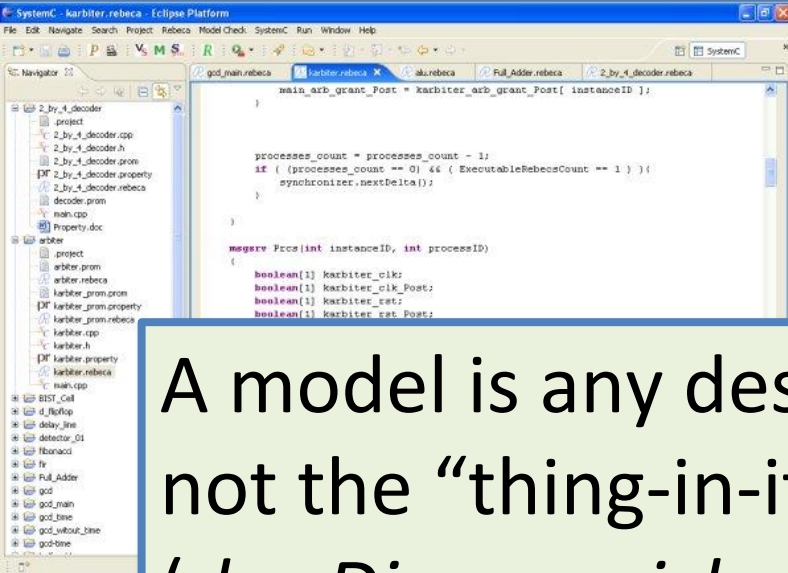 SystemC - karbiter.rebeca - Eclipse Platform
File Edit Navigate Search Project Rebeca Model Check SystemC Run Window Help
SystemC
Navigator
god_main.rebeca karbiter.rebeca alu.rebeca Full_Adder.rebeca 2_by_4_decoder.rebeca
2_by_4_decoder
.project
2_by_4_decoder.cpp
2_by_4_decoder.h
2_by_4_decoder.prom
2_by_4_decoder.property
2_by_4_decoder.rebeca
decoder.prom
main.cpp
Property.doc
arbiter
.project
arbiter.prom
arbiter.rebeca
karbiter_prom.prom
karbiter_prom.property
karbiter_prom.rebeca
karbiter.cpp
karbiter.h
karbiter.property
karbiter.rebeca
main.cpp
BIST_Cell
d_flipflop
delay_line
detector_01
fibonacci
fir
Full_Adder
gcd
gcd_main
gcd_time
gcd_witout_time
gcd-time
main_arb_grant_Post = karbiter_arb_grant_Post[ instanceID ];
}
processes_count = processes_count - 1;
if ( (processes_count == 0) && ( ExecutableRebecsCount == 1 ) ){
synchronizer.nextDelta();
}
}
msgsrv Prcs(int instanceID, int processID)
{
boolean[1] karbiter_clk;
boolean[1] karbiter_clk_Post;
boolean[1] karbiter_rst;
boolean[1] karbiter_rst_Post;
A model is any des
not the “thing-in-it